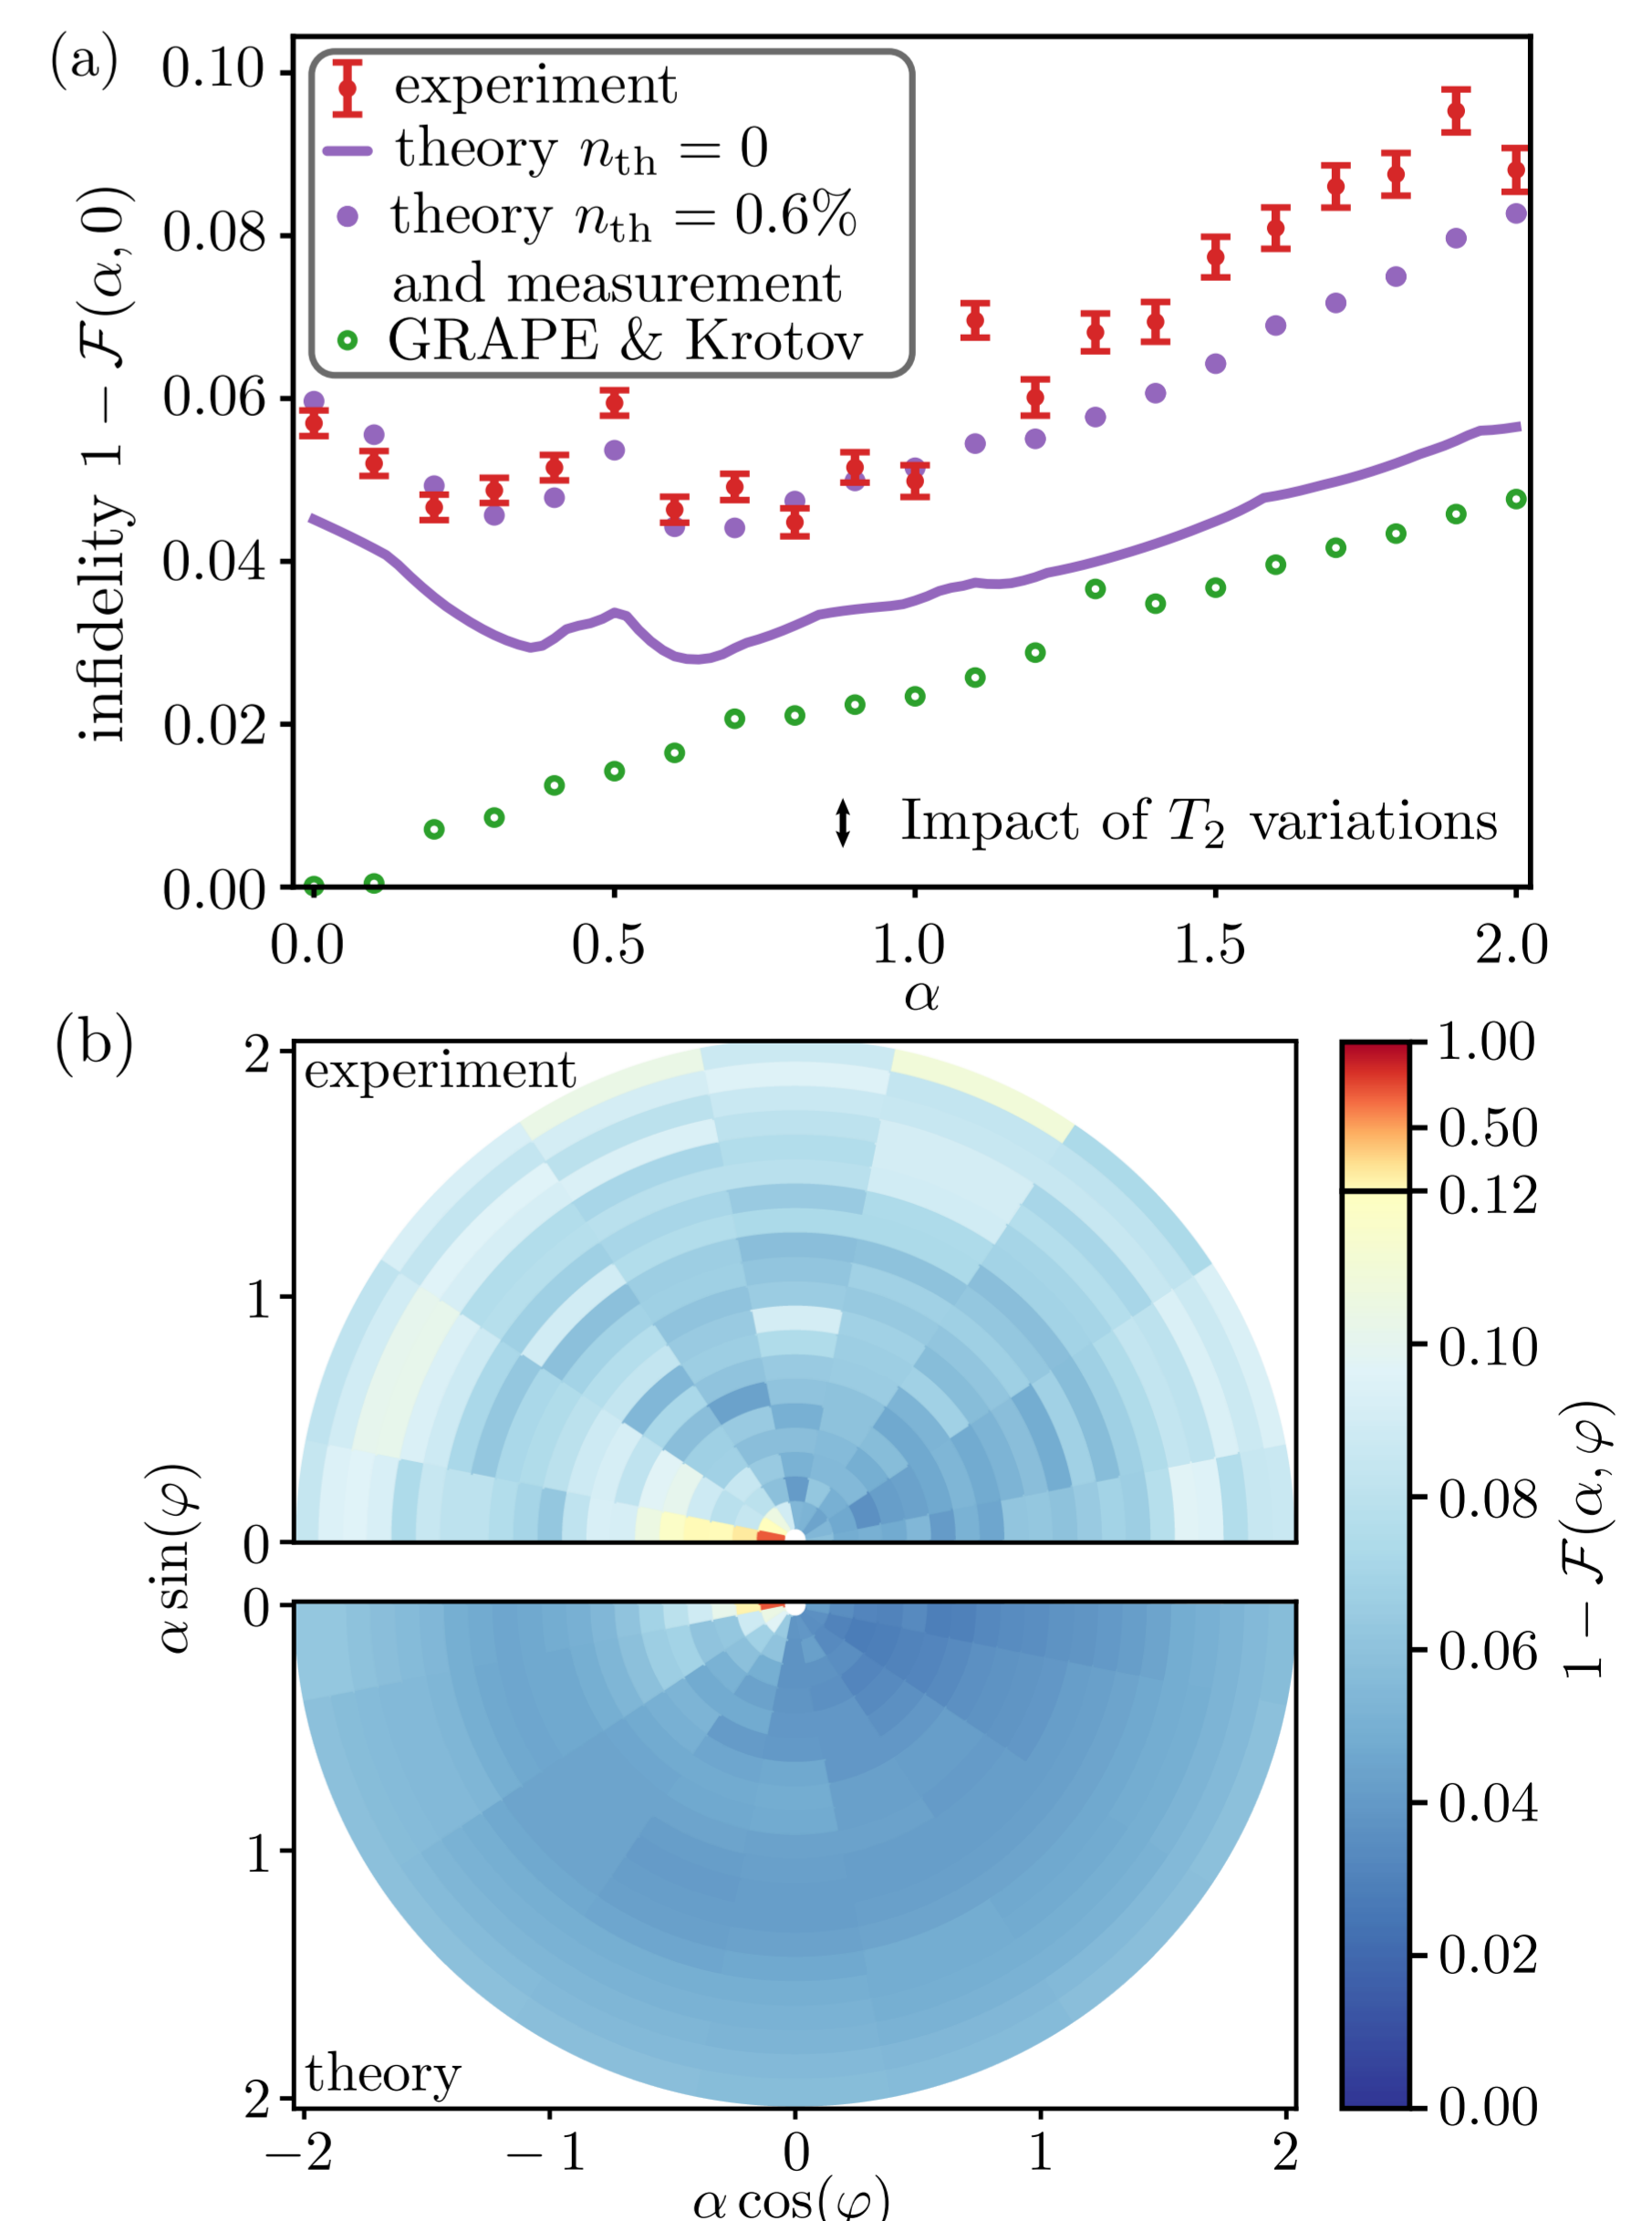 (a)
infidelity 1 − ℱ(α, 0)
0.10
0.08
0.06
0.04
0.02
0.00
experiment
theory n_th = 0
theory n_th = 0.6%
and measurement
GRAPE & Krotov
Impact of T_2 variations
0.0 0.5 1.0 1.5 2.0
α
(b)
α sin(φ)
2
1
0
experiment
0
1
2
theory
−2 −1 0 1 2
α cos(φ)
1.00
0.50
0.12
0.10
0.08
0.06
0.04
0.02
0.00
1 − ℱ(α, φ)